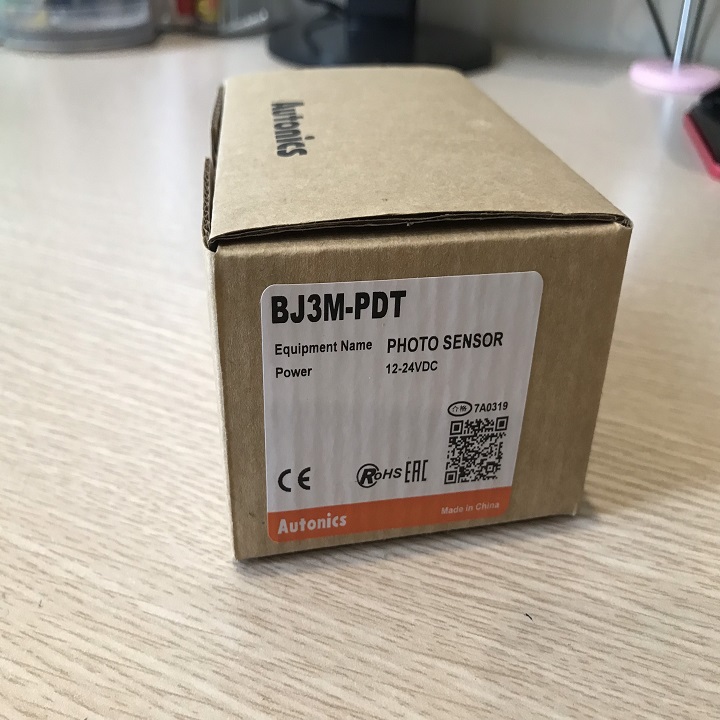 Autonics
BJ3M-PDT
Equipment Name PHOTO SENSOR
Power 12-24VDC
7A0319
CE RoHS EAC
Autonics Made in China